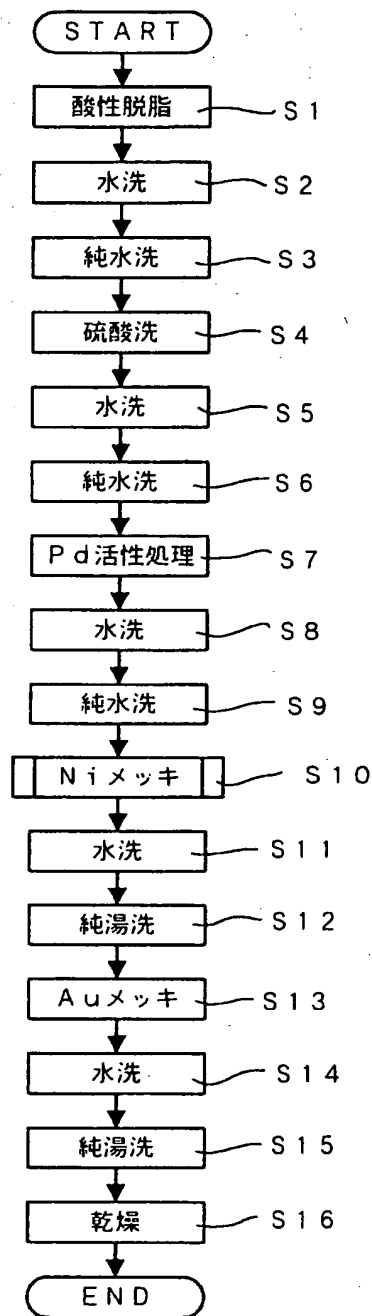 START
酸性脱脂 S1
水洗 S2
純水洗 S3
硫酸洗 S4
水洗 S5
純水洗 S6
Pd活性処理 S7
水洗 S8
純水洗 S9
Niメッキ S10
水洗 S11
純湯洗 S12
Auメッキ S13
水洗 S14
純湯洗 S15
乾燥 S16
END